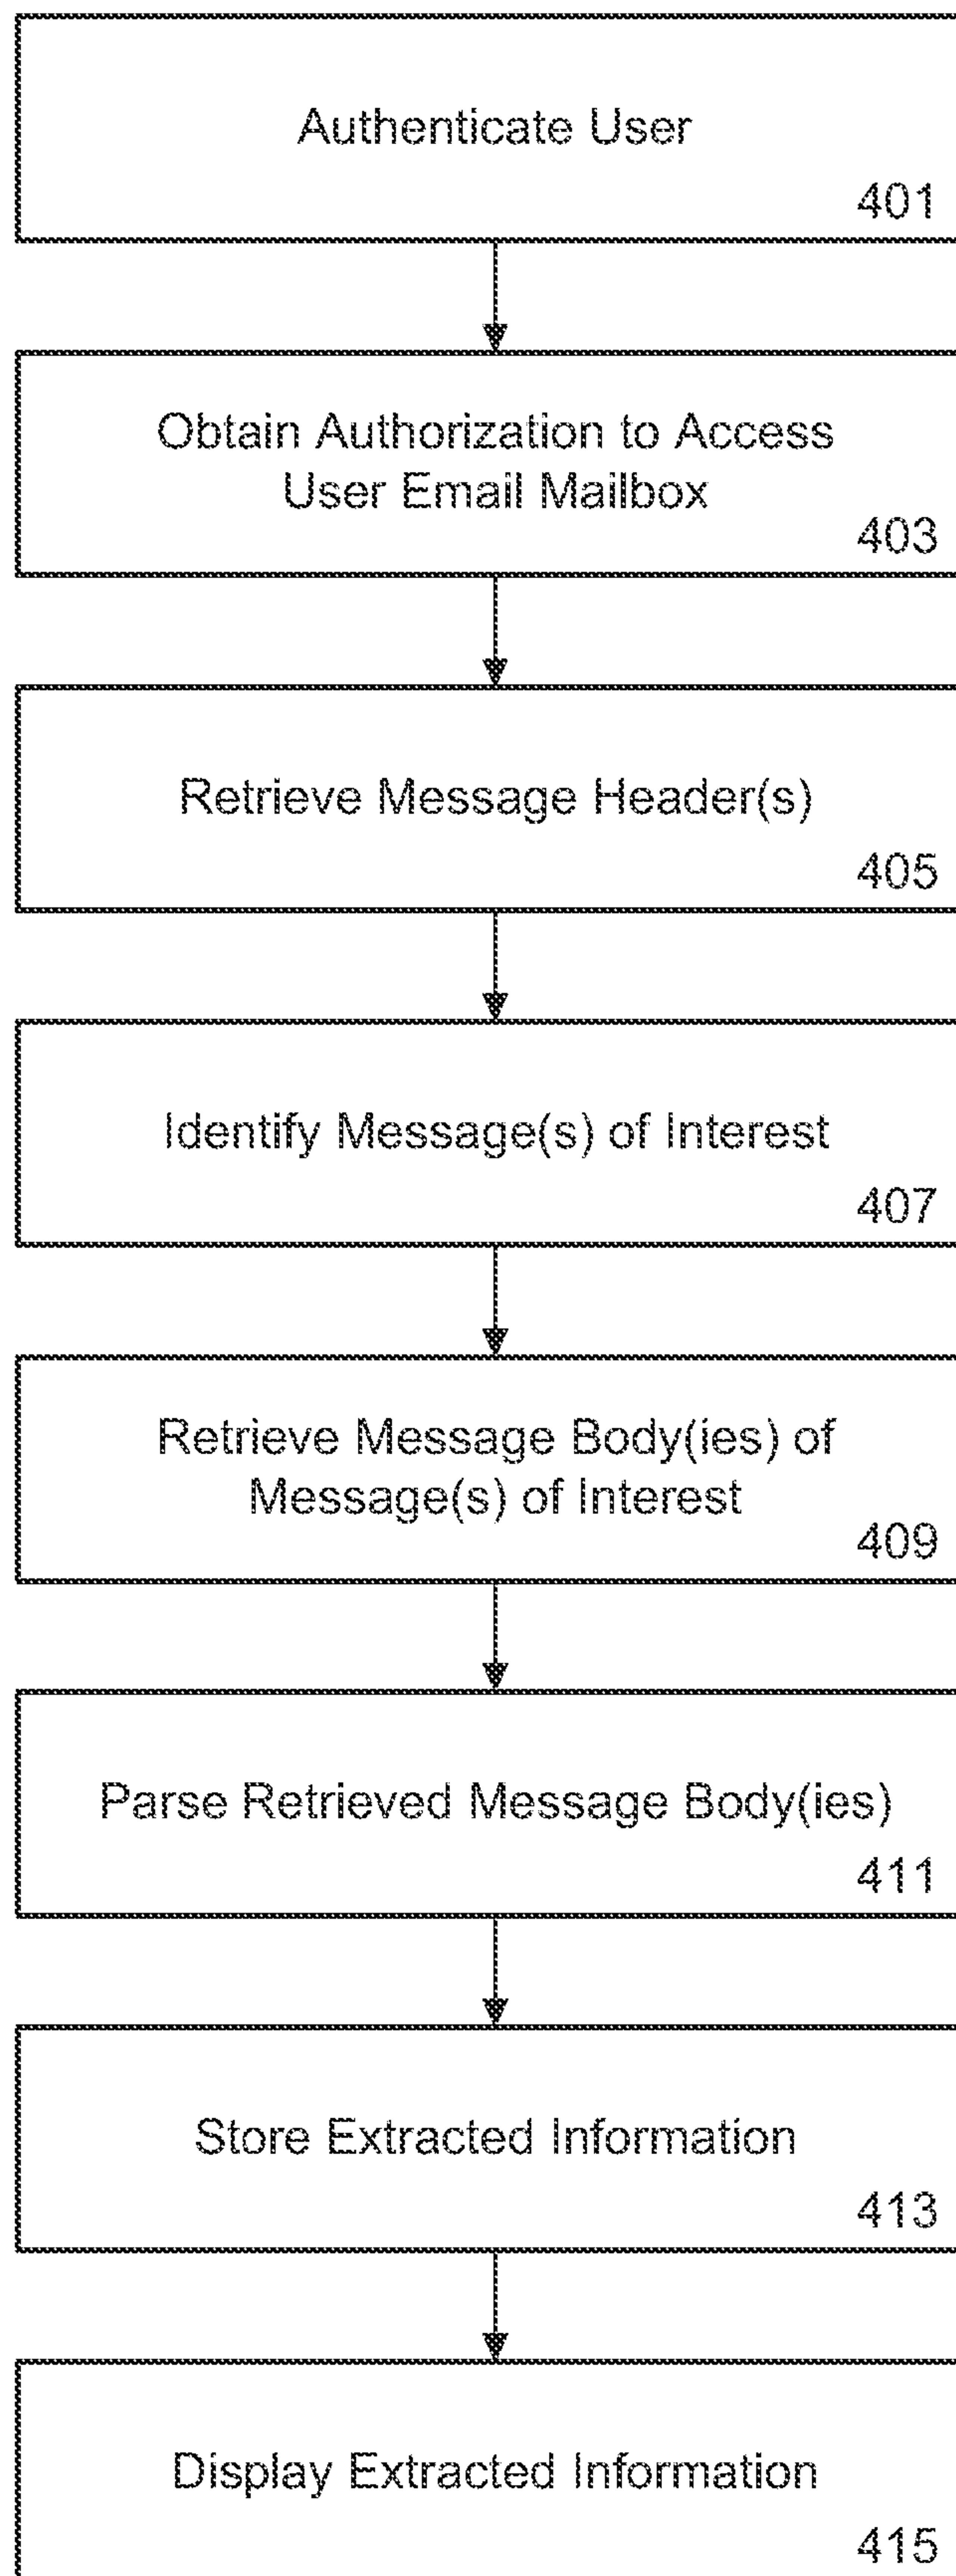 Authenticate User
401
Obtain Authorization to Access
User Email Mailbox
403
Retrieve Message Header(s)
405
Identify Message(s) of Interest
407
Retrieve Message Body(ies) of
Message(s) of Interest
409
Parse Retrieved Message Body(ies)
411
Store Extracted Information
413
Display Extracted Information
415